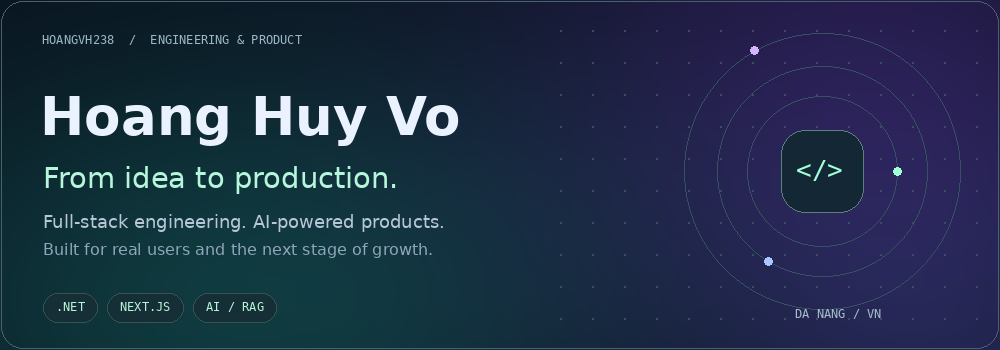 HOANGVH238 / ENGINEERING & PRODUCT
Hoang Huy Vo
From idea to production.
Full-stack engineering. AI-powered products.
Built for real users and the next stage of growth.
.NET
NEXT.JS
AI / RAG
</>
DA NANG / VN